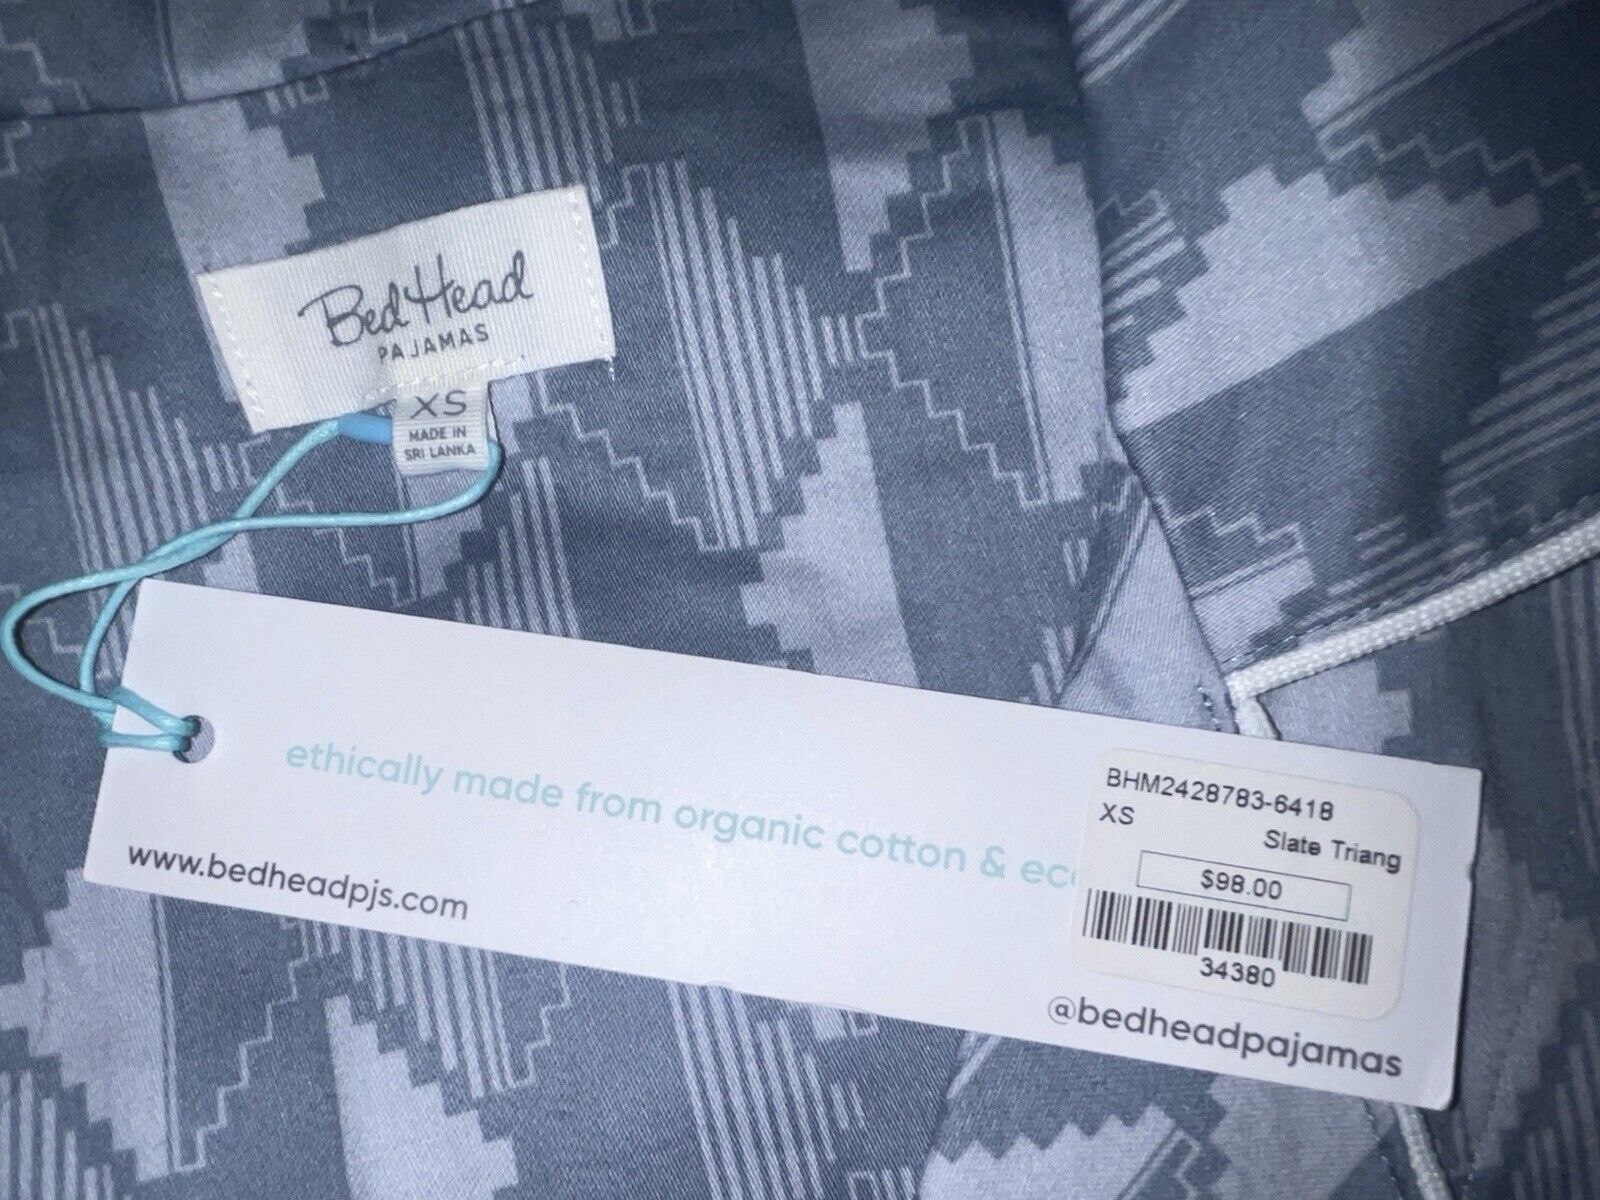 Bed Head
PAJAMAS
XS
MADE IN
SRI LANKA
ethically made from organic cotton &
www.bedheadpjs.com
BHM2428783-6418
XS
Slate Triang
$98.00
34380
@bedheadpajamas